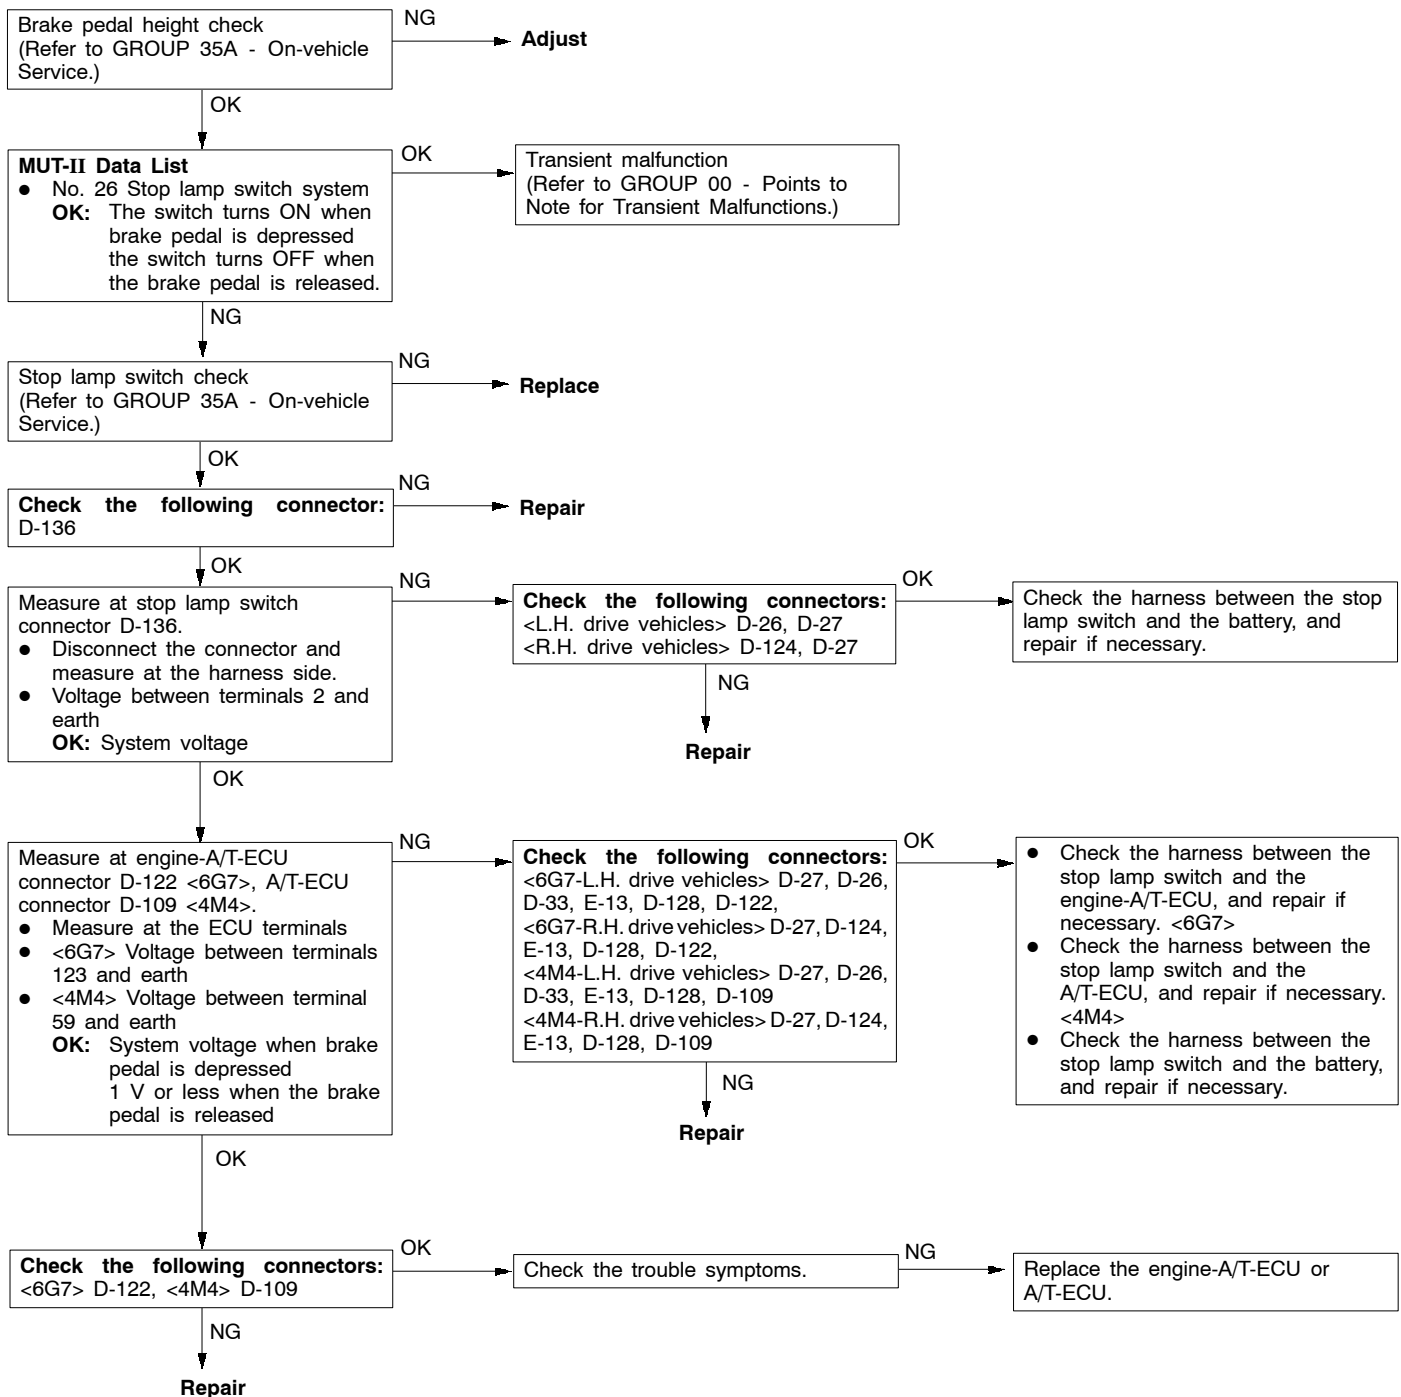 Brake pedal height check
(Refer to GROUP 35A - On-vehicle
Service.)
NG
Adjust
OK
MUT-II Data List
● No. 26 Stop lamp switch system
OK: The switch turns ON when
brake pedal is depressed
the switch turns OFF when
the brake pedal is released.
OK
Transient malfunction
(Refer to GROUP 00 - Points to
Note for Transient Malfunctions.)
NG
Stop lamp switch check
(Refer to GROUP 35A - On-vehicle
Service.)
NG
Replace
OK
Check the following connector:
D-136
NG
Repair
OK
Measure at stop lamp switch
connector D-136.
● Disconnect the connector and
measure at the harness side.
● Voltage between terminals 2 and
earth
OK: System voltage
NG
Check the following connectors:
<L.H. drive vehicles> D-26, D-27
<R.H. drive vehicles> D-124, D-27
OK
Check the harness between the stop
lamp switch and the battery, and
repair if necessary.
NG
Repair
OK
Measure at engine-A/T-ECU
connector D-122 <6G7>, A/T-ECU
connector D-109 <4M4>.
● Measure at the ECU terminals
● <6G7> Voltage between terminals
123 and earth
● <4M4> Voltage between terminal
59 and earth
OK: System voltage when brake
pedal is depressed
1 V or less when the brake
pedal is released
NG
Check the following connectors:
<6G7-L.H. drive vehicles> D-27, D-26,
D-33, E-13, D-128, D-122,
<6G7-R.H. drive vehicles> D-27, D-124,
E-13, D-128, D-122,
<4M4-L.H. drive vehicles> D-27, D-26,
D-33, E-13, D-128, D-109
<4M4-R.H. drive vehicles> D-27, D-124,
E-13, D-128, D-109
OK
● Check the harness between the
stop lamp switch and the
engine-A/T-ECU, and repair if
necessary. <6G7>
● Check the harness between the
stop lamp switch and the
A/T-ECU, and repair if necessary.
<4M4>
● Check the harness between the
stop lamp switch and the battery,
and repair if necessary.
NG
Repair
OK
Check the following connectors:
<6G7> D-122, <4M4> D-109
OK
Check the trouble symptoms.
NG
Replace the engine-A/T-ECU or
A/T-ECU.
NG
Repair